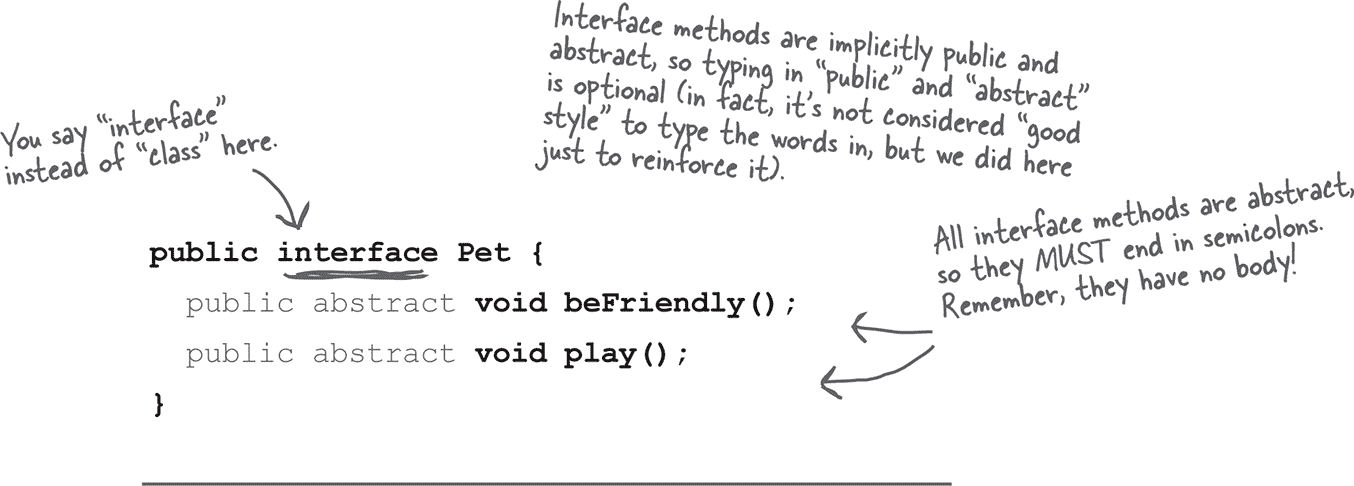 Interface methods are implicitly public and
abstract, so typing in “public” and “abstract”
is optional (in fact, it’s not considered “good
style” to type the words in, but we did here
just to reinforce it).
You say “interface”
instead of “class” here.
All interface methods are abstract,
so they MUST end in semicolons.
Remember, they have no body!
public interface Pet {
public abstract void beFriendly();
public abstract void play();
}